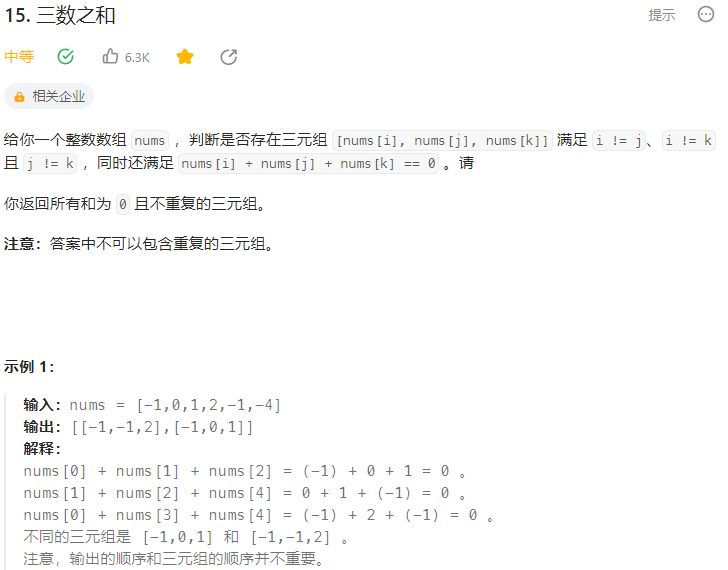 15. 三数之和
提示
中等
6.3K
相关企业
给你一个整数数组 nums ，判断是否存在三元组 [nums[i], nums[j], nums[k]] 满足 i != j、i != k
且 j != k ，同时还满足 nums[i] + nums[j] + nums[k] == 0 。请
你返回所有和为 0 且不重复的三元组。
注意：答案中不可以包含重复的三元组。
示例 1：
输入：nums = [-1,0,1,2,-1,-4]
输出：[[-1,-1,2],[-1,0,1]]
解释：
nums[0] + nums[1] + nums[2] = (-1) + 0 + 1 = 0 。
nums[1] + nums[2] + nums[4] = 0 + 1 + (-1) = 0 。
nums[0] + nums[3] + nums[4] = (-1) + 2 + (-1) = 0 。
不同的三元组是 [-1,0,1] 和 [-1,-1,2] 。
注意，输出的顺序和三元组的顺序并不重要。